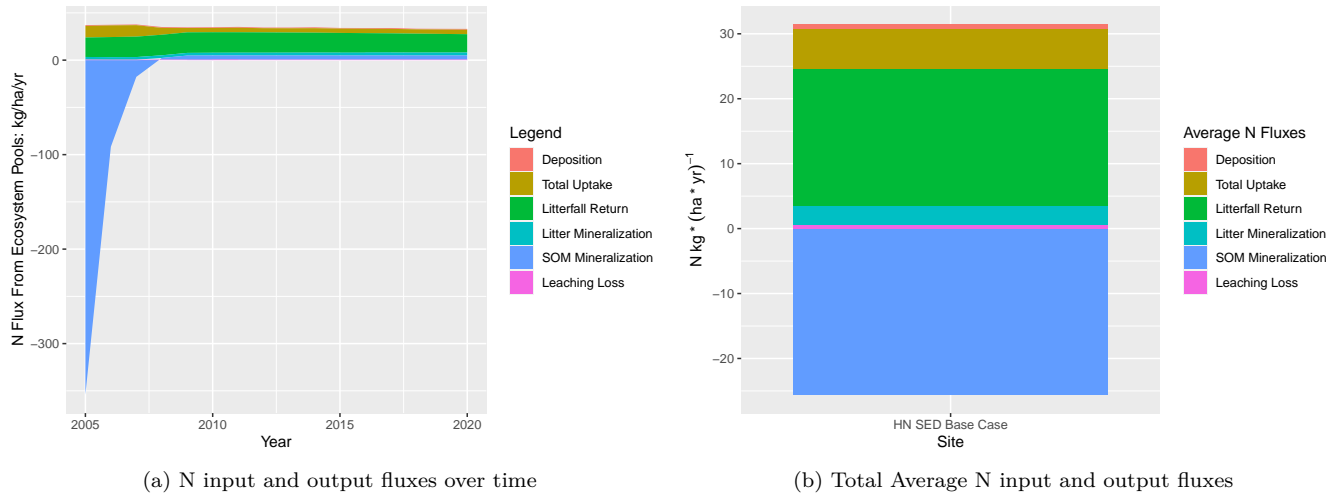 0
−100
−200
−300
N Flux From Ecosystem Pools: kg/ha/yr
2005 2010 2015 2020
Year
Legend
Deposition
Total Uptake
Litterfall Return
Litter Mineralization
SOM Mineralization
Leaching Loss
(a) N input and output fluxes over time
30
20
10
0
−10
−20
N kg * (ha * yr)⁻¹
HN SED Base Case
Site
Average N Fluxes
Deposition
Total Uptake
Litterfall Return
Litter Mineralization
SOM Mineralization
Leaching Loss
(b) Total Average N input and output fluxes